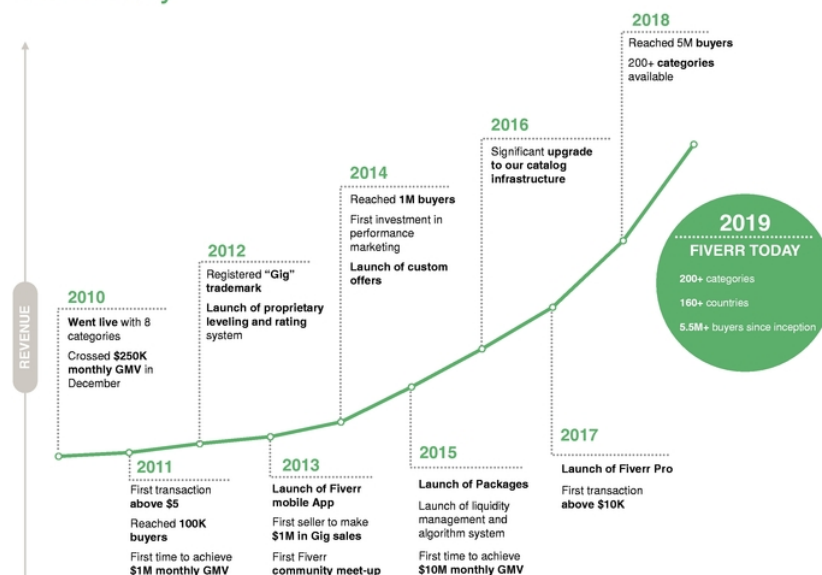 2018
Reached 5M buyers
200+ categories
available
2016
Significant upgrade
to our catalog
infrastructure
2014
Reached 1M buyers
First investment in
performance
marketing
Launch of custom
offers
2012
Registered “Gig”
trademark
Launch of proprietary
leveling and rating
system
2010
Went live with 8
categories
Crossed $250K
monthly GMV in
December
REVENUE
2019
FIVERR TODAY
200+ categories
160+ countries
5.5M+ buyers since inception
2011
First transaction
above $5
Reached 100K
buyers
First time to achieve
$1M monthly GMV
2013
Launch of Fiverr
mobile App
First seller to make
$1M in Gig sales
First Fiverr
community meet-up
2015
Launch of Packages
Launch of liquidity
management and
algorithm system
First time to achieve
$10M monthly GMV
2017
Launch of Fiverr Pro
First transaction
above $10K